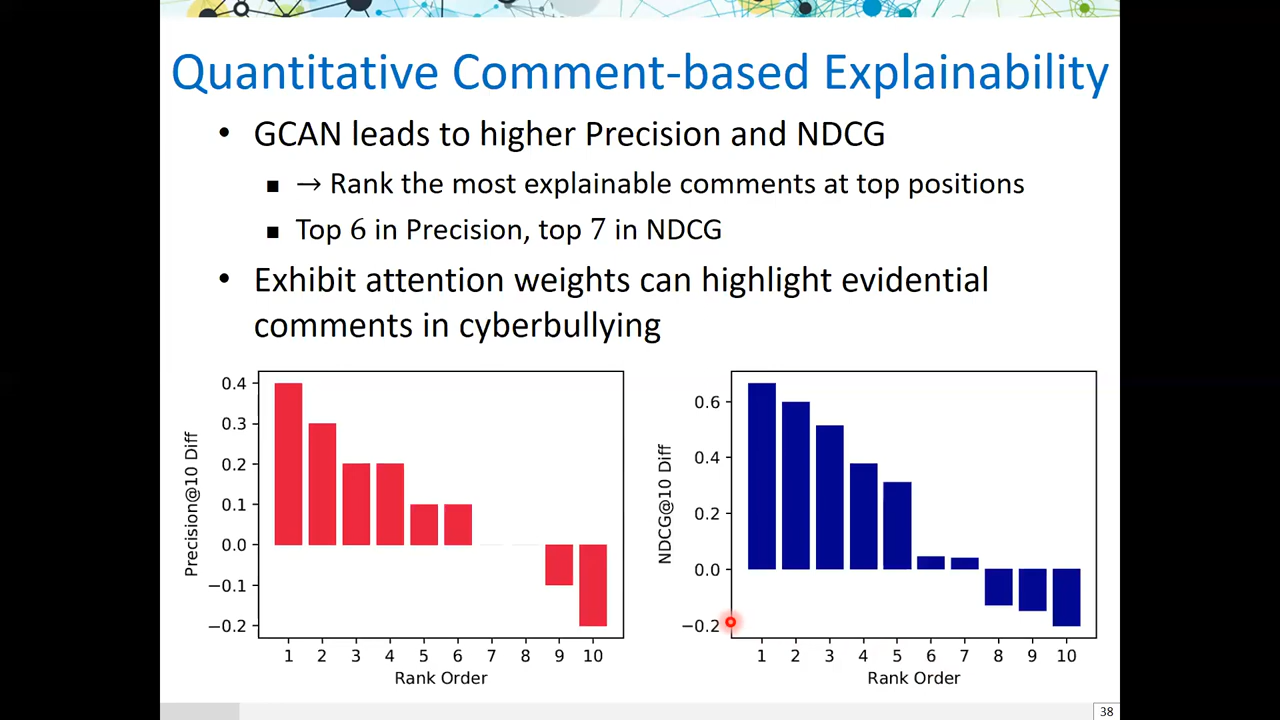 Quantitative Comment-based Explainability
• GCAN leads to higher Precision and NDCG
▪ → Rank the most explainable comments at top positions
▪ Top 6 in Precision, top 7 in NDCG
• Exhibit attention weights can highlight evidential
comments in cyberbullying
Precision@10 Diff
0.4
0.3
0.2
0.1
0.0
−0.1
−0.2
1 2 3 4 5 6 7 8 9 10
Rank Order
NDCG@10 Diff
0.6
0.4
0.2
0.0
−0.2
1 2 3 4 5 6 7 8 9 10
Rank Order
38